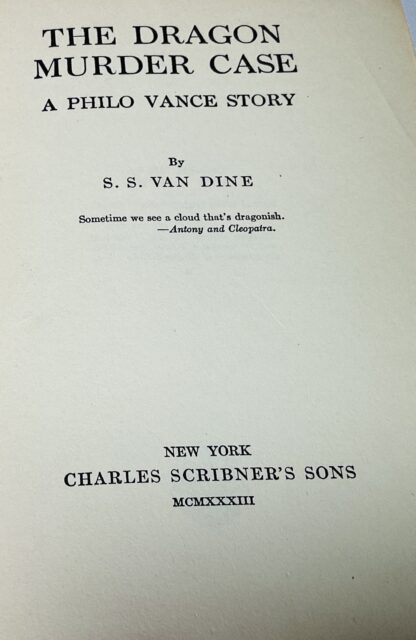 THE DRAGON
MURDER CASE
A PHILO VANCE STORY
By
S. S. VAN DINE
Sometime we see a cloud that's dragonish.
—Antony and Cleopatra.
NEW YORK
CHARLES SCRIBNER'S SONS
MCMXXXIII